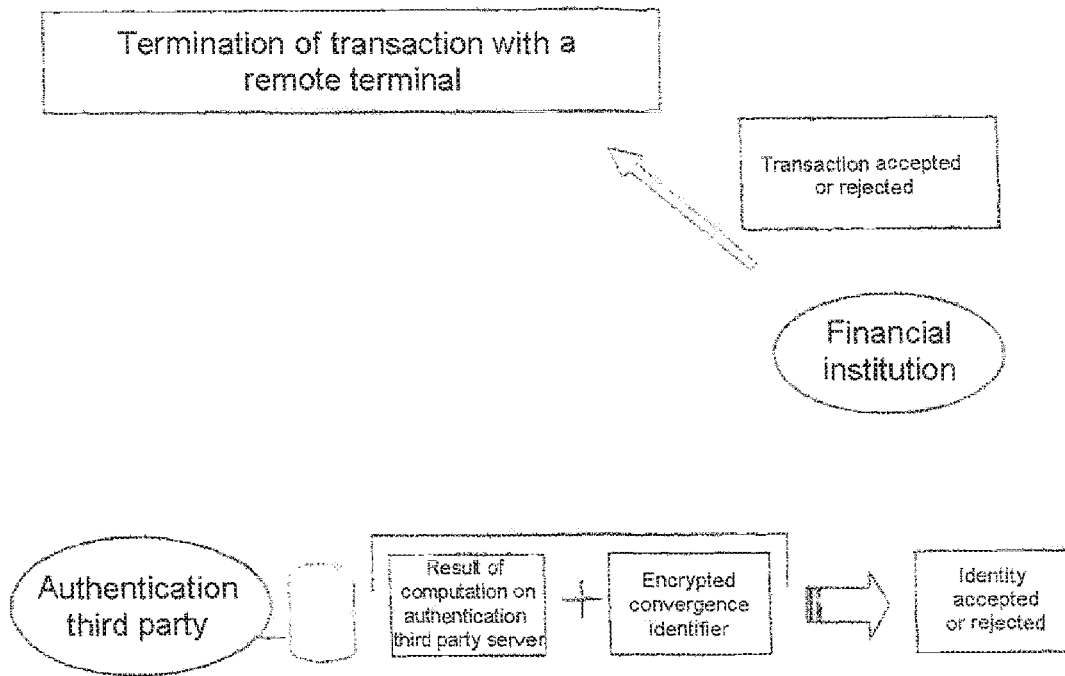 Termination of transaction with a
remote terminal
Transaction accepted
or rejected
Financial
institution
Authentication
third party
Result of
computation on
authentication
third party server
+
Encrypted
convergence
identifier
Identity
accepted
or rejected